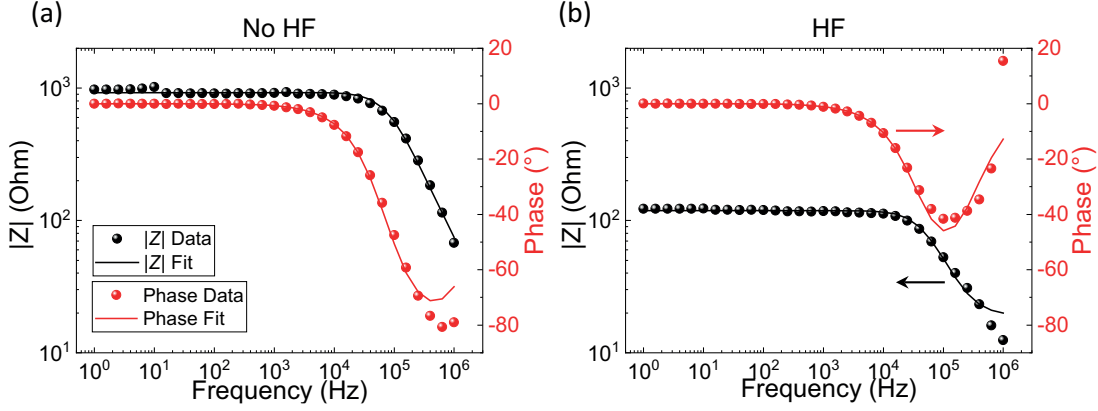 (a)
No HF
|Z| (Ohm)
10³
10²
10¹
20
0
-20
-40
-60
-80
Phase (°)
|Z| Data
|Z| Fit
Phase Data
Phase Fit
10⁰ 10¹ 10² 10³ 10⁴ 10⁵ 10⁶
Frequency (Hz)
(b)
HF
|Z| (Ohm)
10³
10²
10¹
20
0
-20
-40
-60
-80
Phase (°)
10⁰ 10¹ 10² 10³ 10⁴ 10⁵ 10⁶
Frequency (Hz)